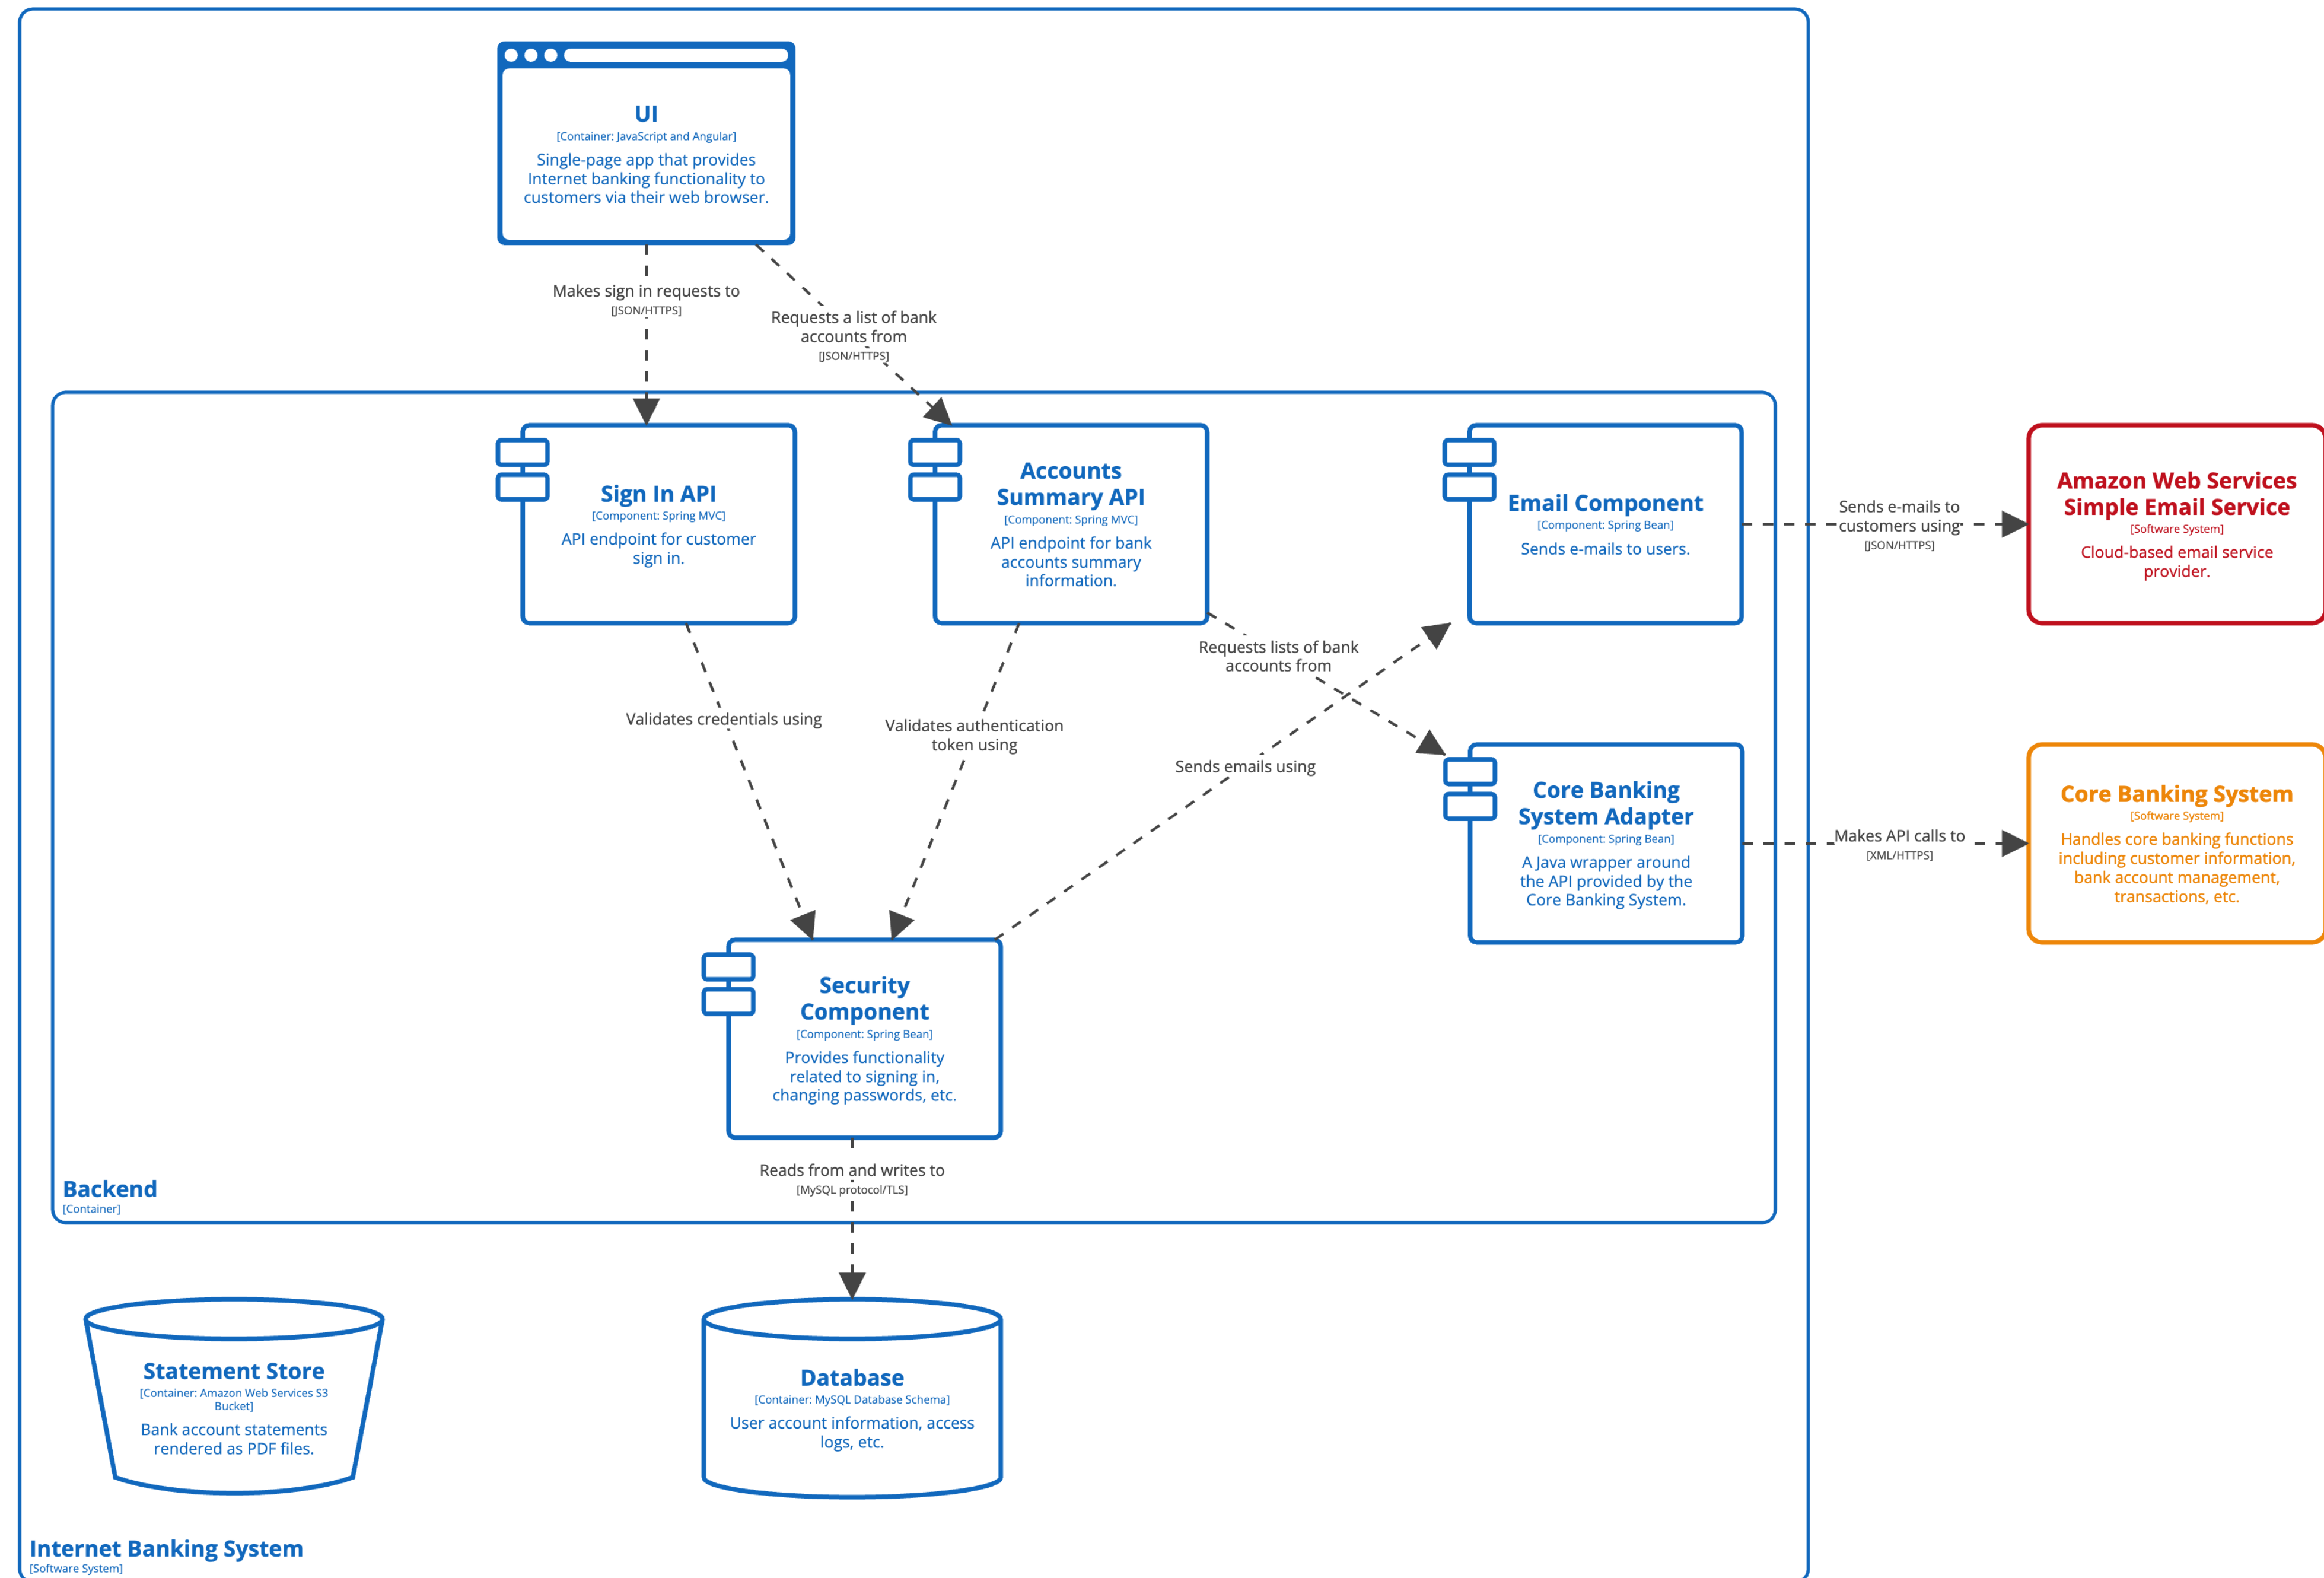 UI
[Container: JavaScript and Angular]
Single-page app that provides
Internet banking functionality to
customers via their web browser.
Makes sign in requests to
[JSON/HTTPS]
Requests a list of bank
accounts from
[JSON/HTTPS]
Sign In API
[Component: Spring MVC]
API endpoint for customer
sign in.
Accounts
Summary API
[Component: Spring MVC]
API endpoint for bank
accounts summary
information.
Email Component
[Component: Spring Bean]
Sends e-mails to users.
Sends e-mails to
customers using
[JSON/HTTPS]
Amazon Web Services
Simple Email Service
[Software System]
Cloud-based email service
provider.
Requests lists of bank
accounts from
Validates credentials using
Validates authentication
token using
Sends emails using
Core Banking
System Adapter
[Component: Spring Bean]
A Java wrapper around
the API provided by the
Core Banking System.
Makes API calls to
[XML/HTTPS]
Core Banking System
[Software System]
Handles core banking functions
including customer information,
bank account management,
transactions, etc.
Security
Component
[Component: Spring Bean]
Provides functionality
related to signing in,
changing passwords, etc.
Reads from and writes to
[MySQL protocol/TLS]
Backend
[Container]
Statement Store
[Container: Amazon Web Services S3
Bucket]
Bank account statements
rendered as PDF files.
Database
[Container: MySQL Database Schema]
User account information, access
logs, etc.
Internet Banking System
[Software System]